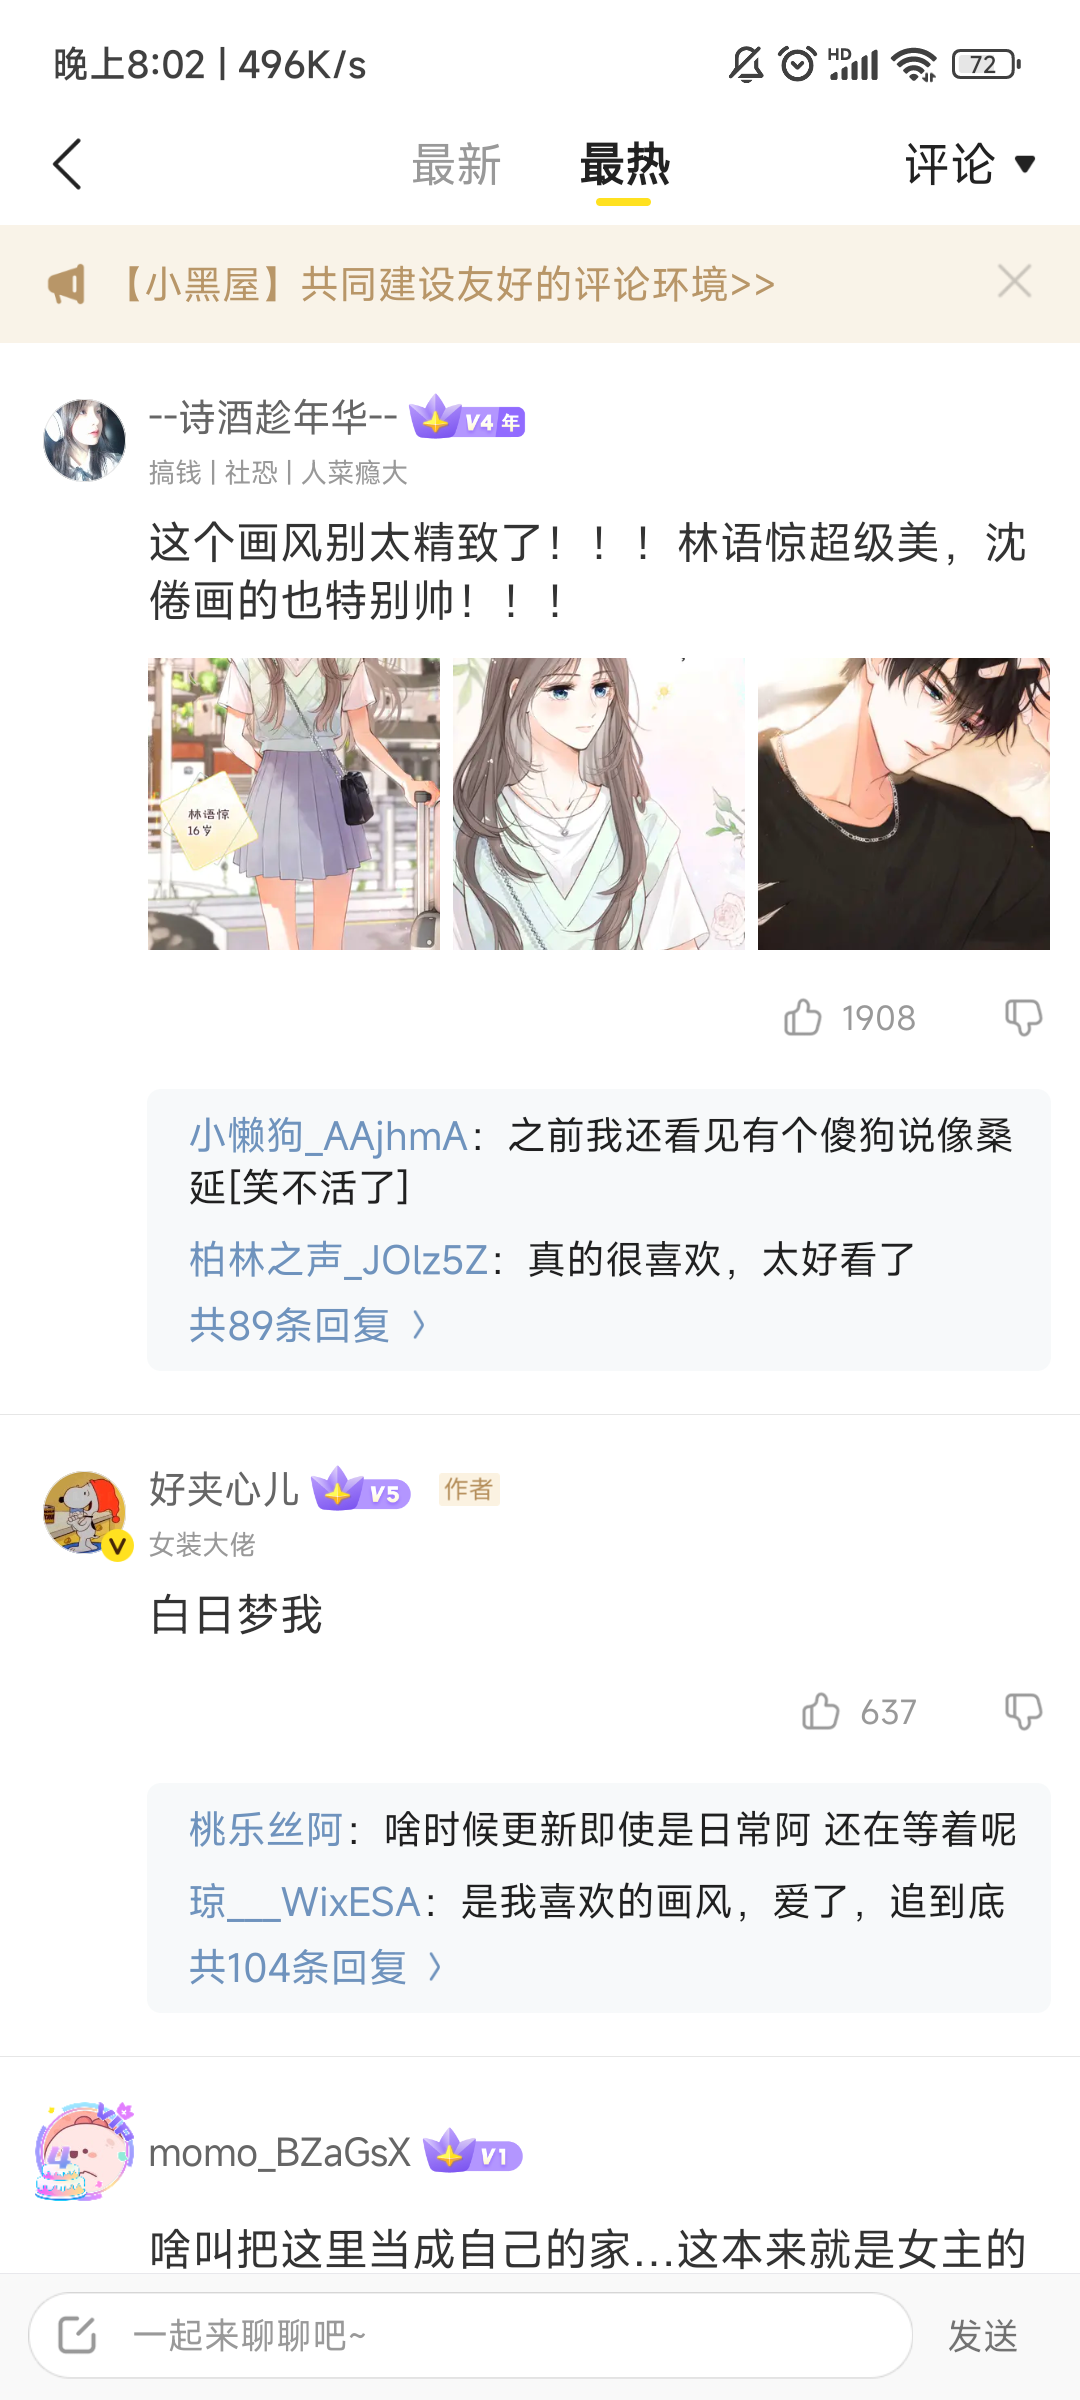 晚上8:02 | 496K/s
HD
72
最新
最热
评论
【小黑屋】共同建设友好的评论环境>>
--诗酒趁年华--
V4 年
搞钱 | 社恐 | 人菜瘾大
这个画风别太精致了！！！林语惊超级美，沈
倦画的也特别帅！！！
林语惊
16岁
1908
小懒狗_AAjhmA：之前我还看见有个傻狗说像桑
延[笑不活了]
柏林之声_JOlz5Z：真的很喜欢，太好看了
共89条回复
好夹心儿
V5
作者
V
女装大佬
白日梦我
637
桃乐丝阿：啥时候更新即使是日常阿 还在等着呢
琼___WixESA：是我喜欢的画风，爱了，追到底
共104条回复
VIP
4
momo_BZaGsX
V1
啥叫把这里当成自己的家...这本来就是女主的
一起来聊聊吧~
发送